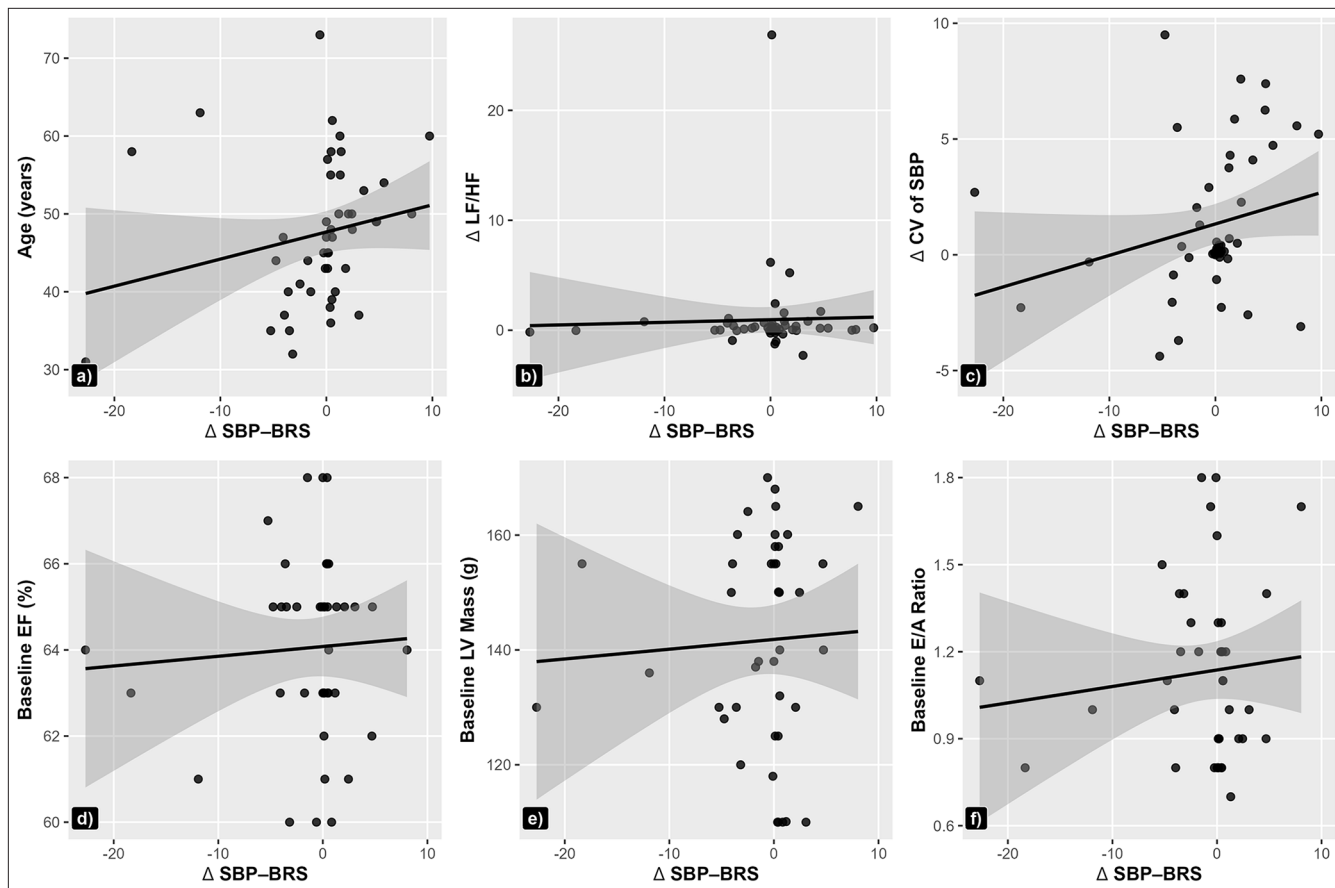 Age (years)
70
60
50
40
30
a)
-20 -10 0 10
Δ SBP–BRS
Δ LF/HF
20
10
0
b)
-20 -10 0 10
Δ SBP–BRS
Δ CV of SBP
10
5
0
-5
c)
-20 -10 0 10
Δ SBP–BRS
Baseline EF (%)
68
66
64
62
60
d)
-20 -10 0 10
Δ SBP–BRS
Baseline LV Mass (g)
160
140
120
e)
-20 -10 0 10
Δ SBP–BRS
Baseline E/A Ratio
1.8
1.5
1.2
0.9
0.6
f)
-20 -10 0 10
Δ SBP–BRS